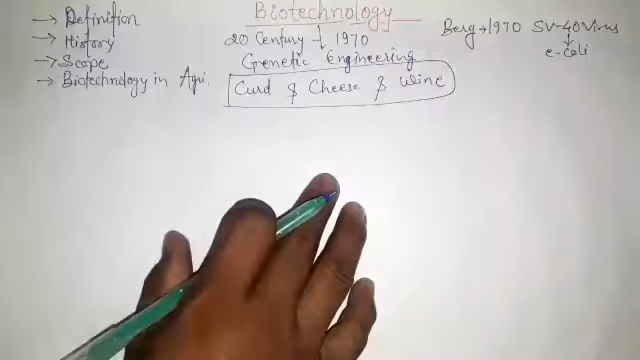 Biotechnology
→ Definition
→ History
→ Scope
→ Biotechnology in Agri.
20 Century ↓ 1970
Genetic Engineering
Curd & Cheese & Wine
Berg → 1970 SV-40 Virus
↓
e-Coli